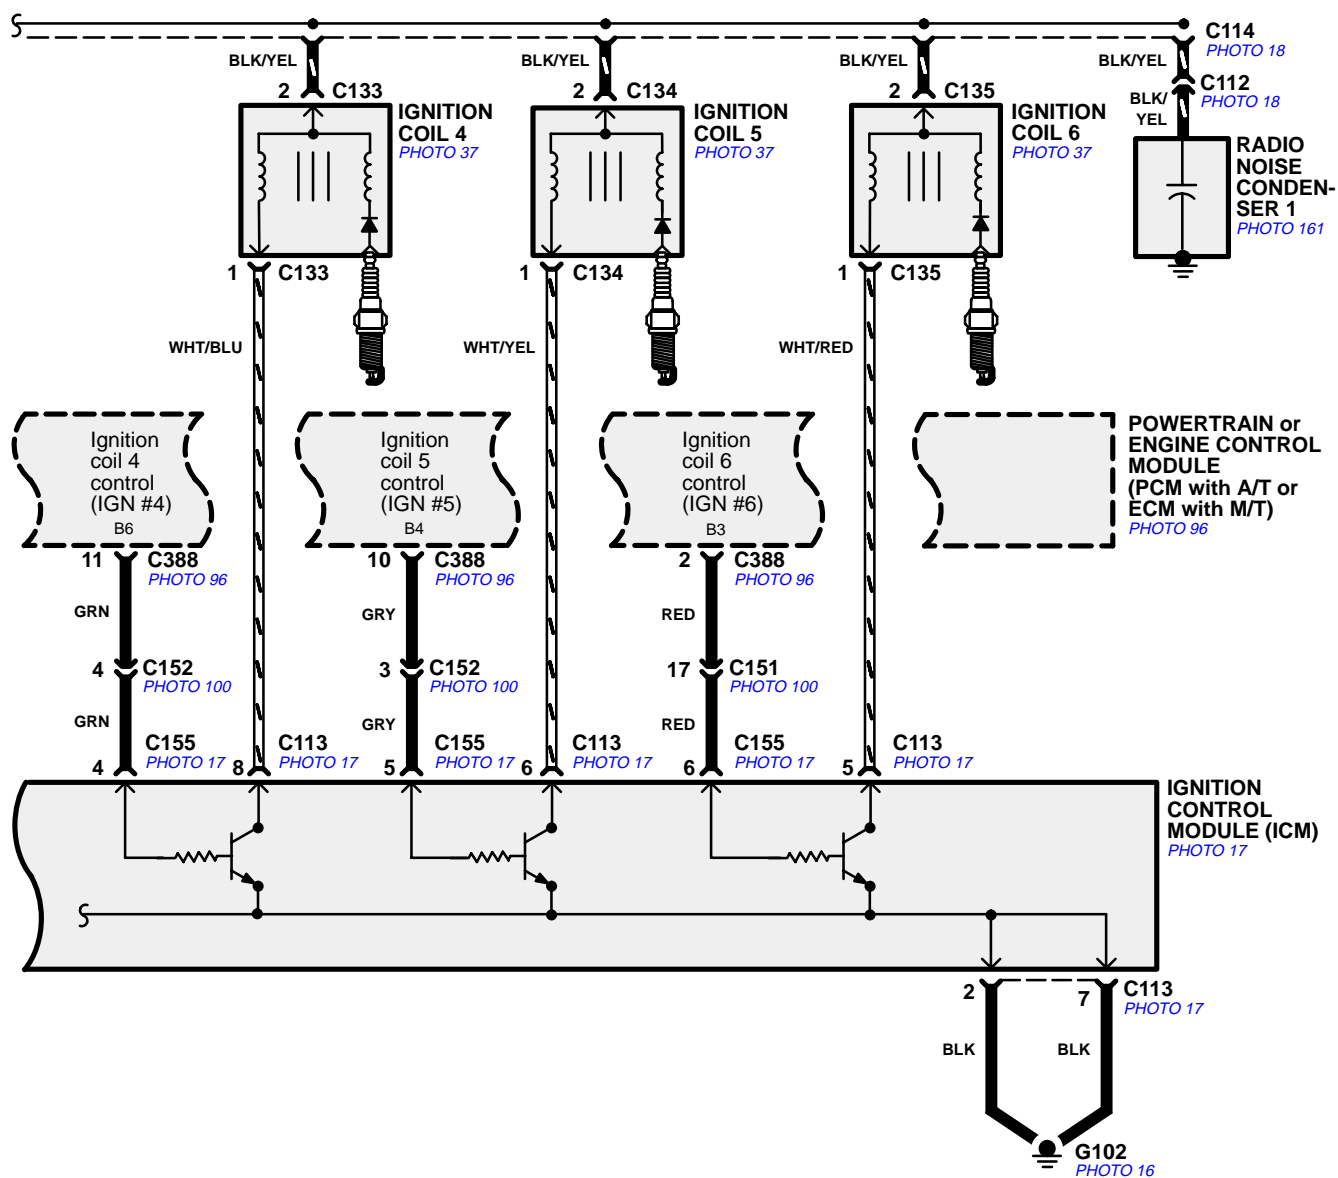 C114
PHOTO 18
BLK/YEL
BLK/YEL
BLK/YEL
BLK/YEL
2 C133
2 C134
2 C135
C112
PHOTO 18
BLK/
YEL
IGNITION
COIL 4
PHOTO 37
IGNITION
COIL 5
PHOTO 37
IGNITION
COIL 6
PHOTO 37
RADIO
NOISE
CONDEN-
SER 1
PHOTO 161
1 C133
1 C134
1 C135
WHT/BLU
WHT/YEL
WHT/RED
Ignition
coil 4
control
(IGN #4)
B6
Ignition
coil 5
control
(IGN #5)
B4
Ignition
coil 6
control
(IGN #6)
B3
POWERTRAIN or
ENGINE CONTROL
MODULE
(PCM with A/T or
ECM with M/T)
PHOTO 96
11 C388
PHOTO 96
10 C388
PHOTO 96
2 C388
PHOTO 96
GRN
GRY
RED
4 C152
PHOTO 100
3 C152
PHOTO 100
17 C151
PHOTO 100
GRN
GRY
RED
4 C155
PHOTO 17
8 C113
PHOTO 17
5 C155
PHOTO 17
6 C113
PHOTO 17
6 C155
PHOTO 17
5 C113
PHOTO 17
IGNITION
CONTROL
MODULE (ICM)
PHOTO 17
2
7 C113
PHOTO 17
BLK
BLK
G102
PHOTO 16